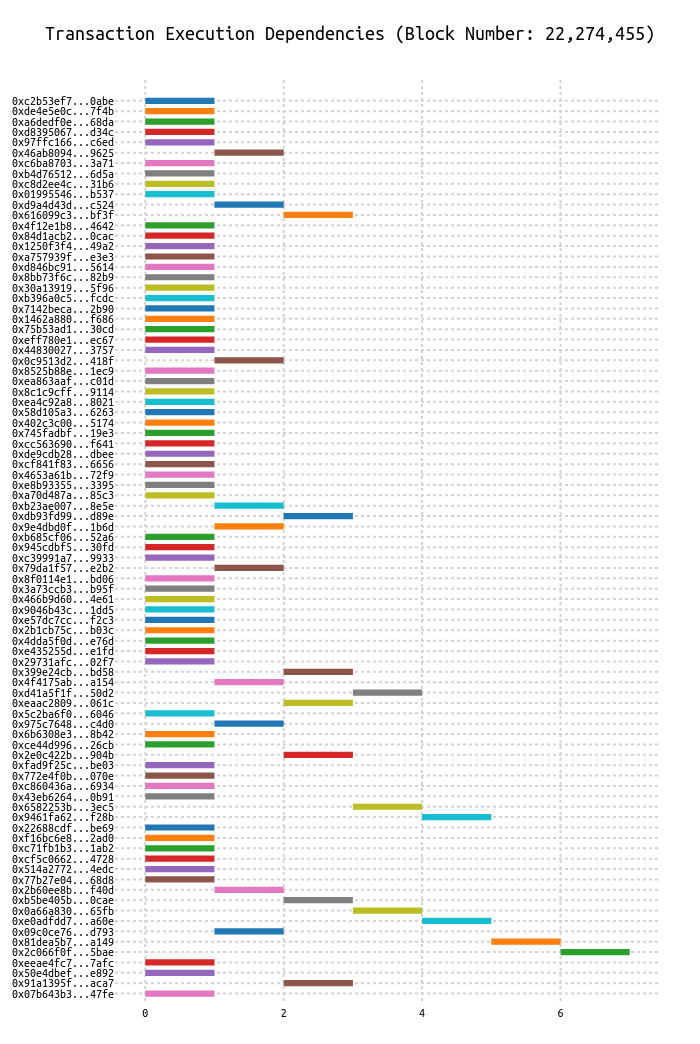 Transaction Execution Dependencies (Block Number: 22,274,455)
0xc2b53ef7...0abe
0xde4e5e0c...7f4b
0xa6dedf0e...68da
0xd8395067...d34c
0x97ffc166...c6ed
0x46ab8094...9625
0xc6ba8703...3a71
0xb4d76512...6d5a
0xc8d2ee4c...31b6
0x01995546...b537
0xd9a4d43d...c524
0x616099c3...bf3f
0x4f12e1b8...4642
0x84d1acb2...0cac
0x1250f3f4...49a2
0xa757939f...e3e3
0xd846bc91...5614
0x8bb73f6c...82b9
0x30a13919...5f96
0xb396a0c5...fcdc
0x7142beca...2b90
0x1462a880...f686
0x75b53ad1...30cd
0xeff780e1...ec67
0x44830027...3757
0x0c9513d2...418f
0x8525b88e...1ec9
0xea863aaf...c01d
0x8c1c9cff...9114
0xea4c92a8...8021
0x58d105a3...6263
0x402c3c00...5174
0x745fadbf...19e3
0xcc563690...f641
0xde9cdb28...dbee
0xcf841f83...6656
0x4653a61b...72f9
0xe8b93355...3395
0xa70d487a...85c3
0xb23ae007...8e5e
0xdb93fd99...d89e
0x9e4dbd0f...1b6d
0xb685cf06...52a6
0x945cdbf5...30fd
0xc39991a7...9933
0x79da1f57...e2b2
0x8f0114e1...bd06
0x3a73ccb3...b95f
0x466b9d60...4e61
0x9046b43c...1dd5
0xe57dc7cc...f2c3
0x2b1cb75c...b03c
0x4dda5f0d...e76d
0xe435255d...e1fd
0x29731afc...02f7
0x399e24cb...bd58
0x4f4175ab...a154
0xd41a5f1f...50d2
0xeaac2809...061c
0x5c2ba6f0...6046
0x975c7648...c4d0
0x6b6308e3...8b42
0xce44d996...26cb
0x2e0c422b...904b
0xfad9f25c...be03
0x772e4f0b...070e
0xc860436a...6934
0x43eb6264...0b91
0x6582253b...3ec5
0x9461fa62...f28b
0x22688cdf...be69
0xf16bc6e8...2ad0
0xc71fb1b3...1ab2
0xcf5c0662...4728
0x514a2772...4edc
0x77b27e04...68d8
0x2b60ee8b...f40d
0xb5be405b...0cae
0x0a66a830...65fb
0xe0adfdd7...a60e
0x09c0ce76...d793
0x81dea5b7...a149
0x2c066f0f...5bae
0xeeae4fc7...7afc
0x50e4dbef...e892
0x91a1395f...aca7
0x07b643b3...47fe
0 2 4 6